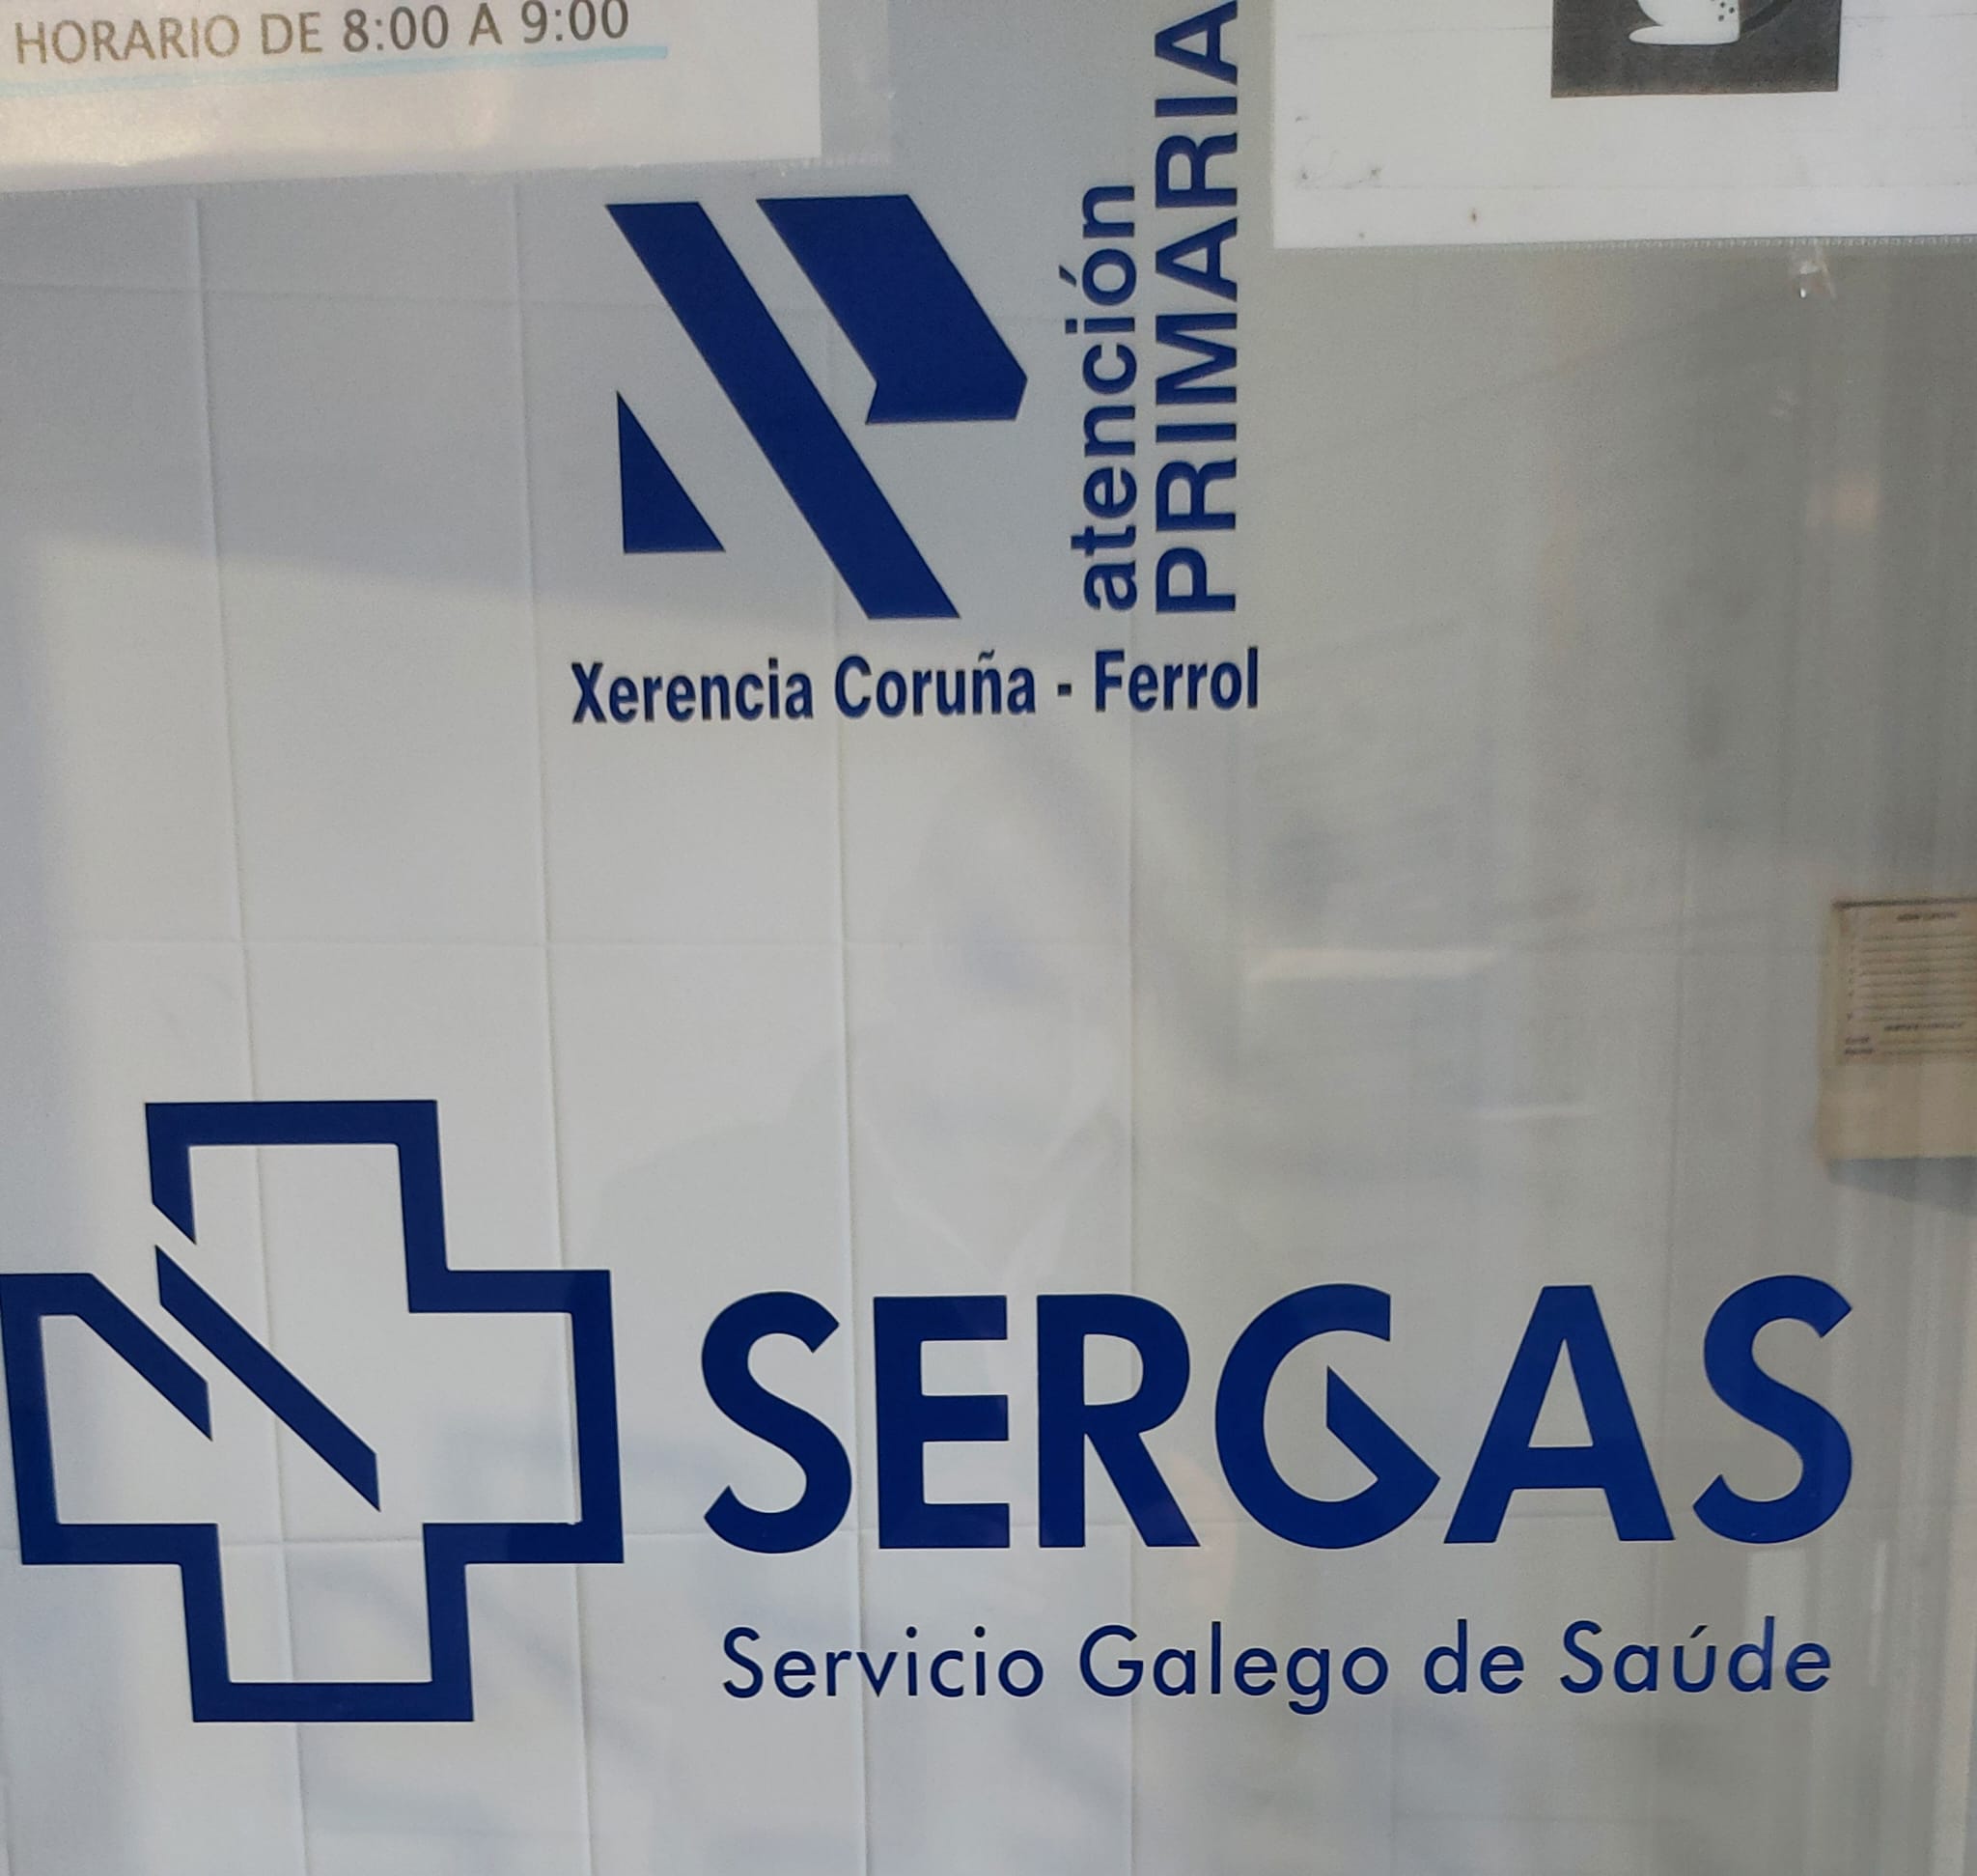 HORARIO DE 8:00 A 9:00
atención
PRIMARIA
Xerencia Coruña - Ferrol
SERGAS
Servicio Galego de Saúde